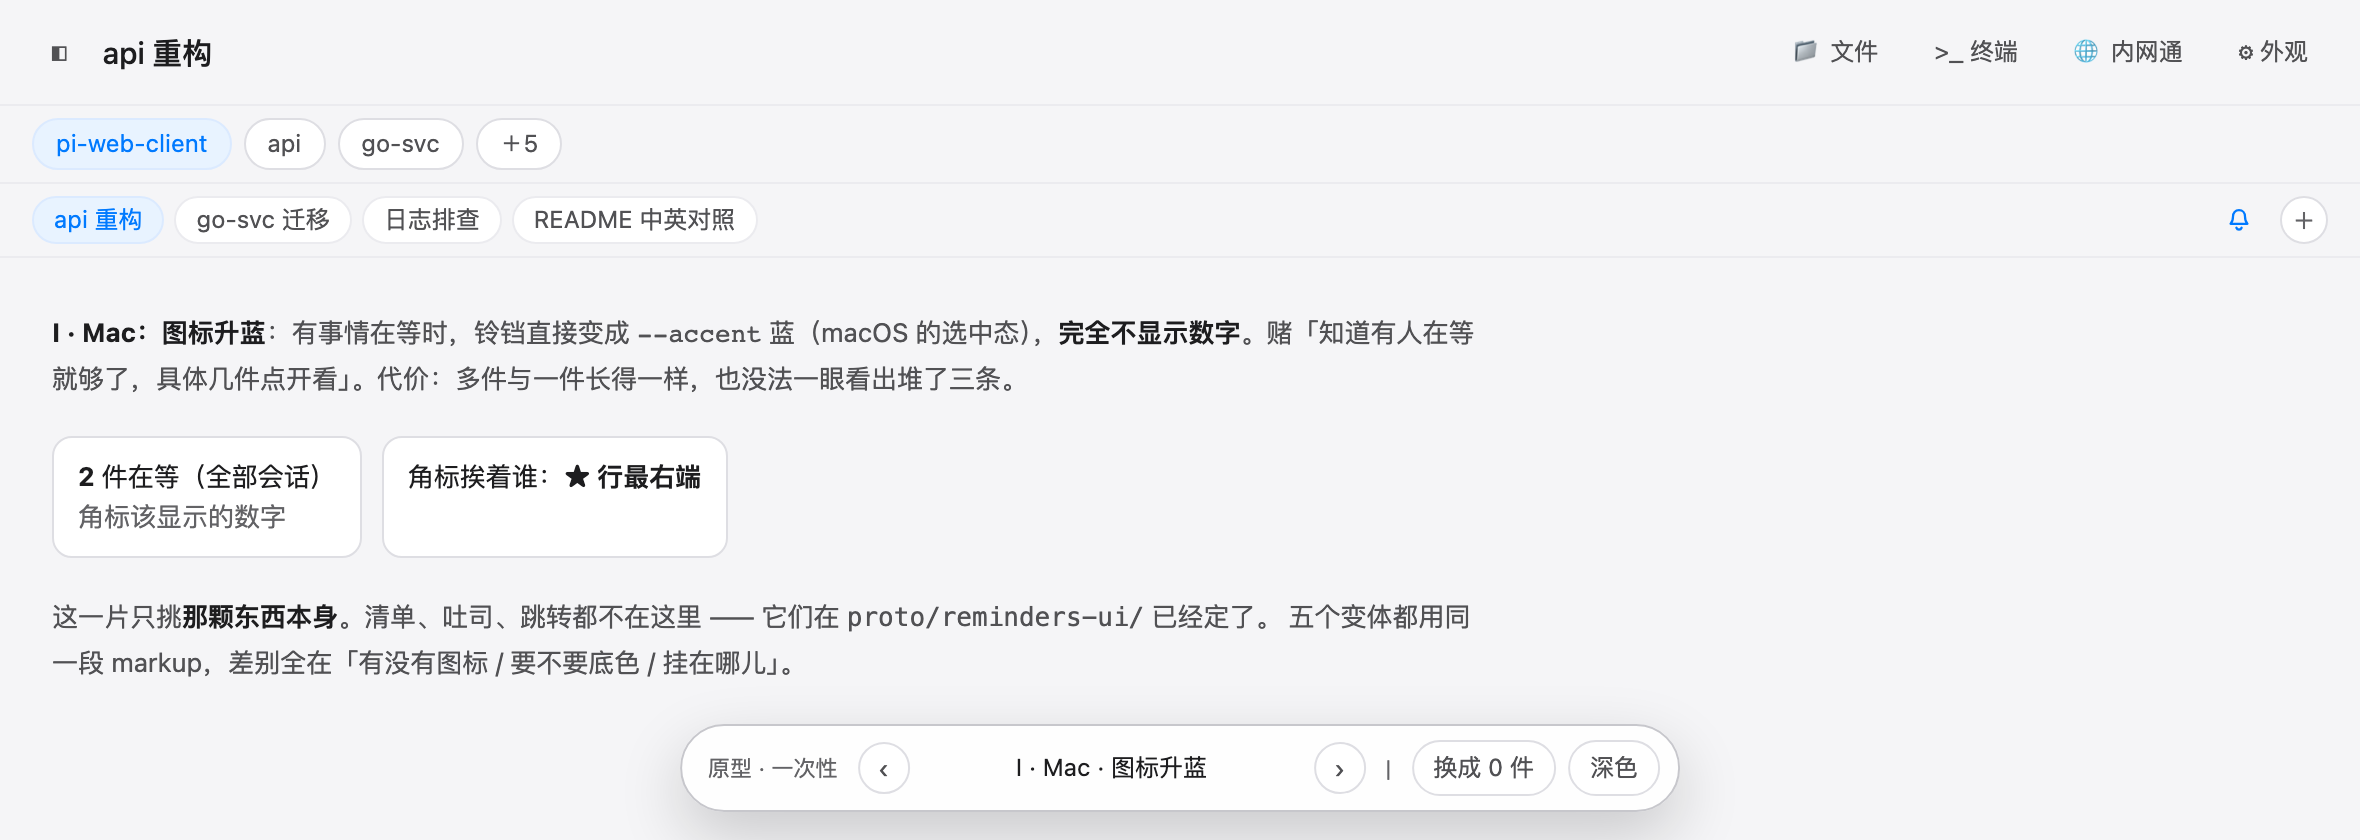 api 重构
文件
>_ 终端
内网通
外观
pi-web-client
api
go-svc
+5
api 重构
go-svc 迁移
日志排查
README 中英对照
+
I · Mac：图标升蓝：有事情在等时，铃铛直接变成 --accent 蓝（macOS 的选中态），完全不显示数字。赌「知道有人在等
就够了，具体几件点开看」。代价：多件与一件长得一样，也没法一眼看出堆了三条。
2 件在等（全部会话）
角标该显示的数字
角标挨着谁：★ 行最右端
这一片只挑那颗东西本身。清单、吐司、跳转都不在这里 —— 它们在 proto/reminders-ui/ 已经定了。 五个变体都用同
一段 markup，差别全在「有没有图标 / 要不要底色 / 挂在哪儿」。
原型 · 一次性
‹
I · Mac · 图标升蓝
›
|
换成 0 件
深色